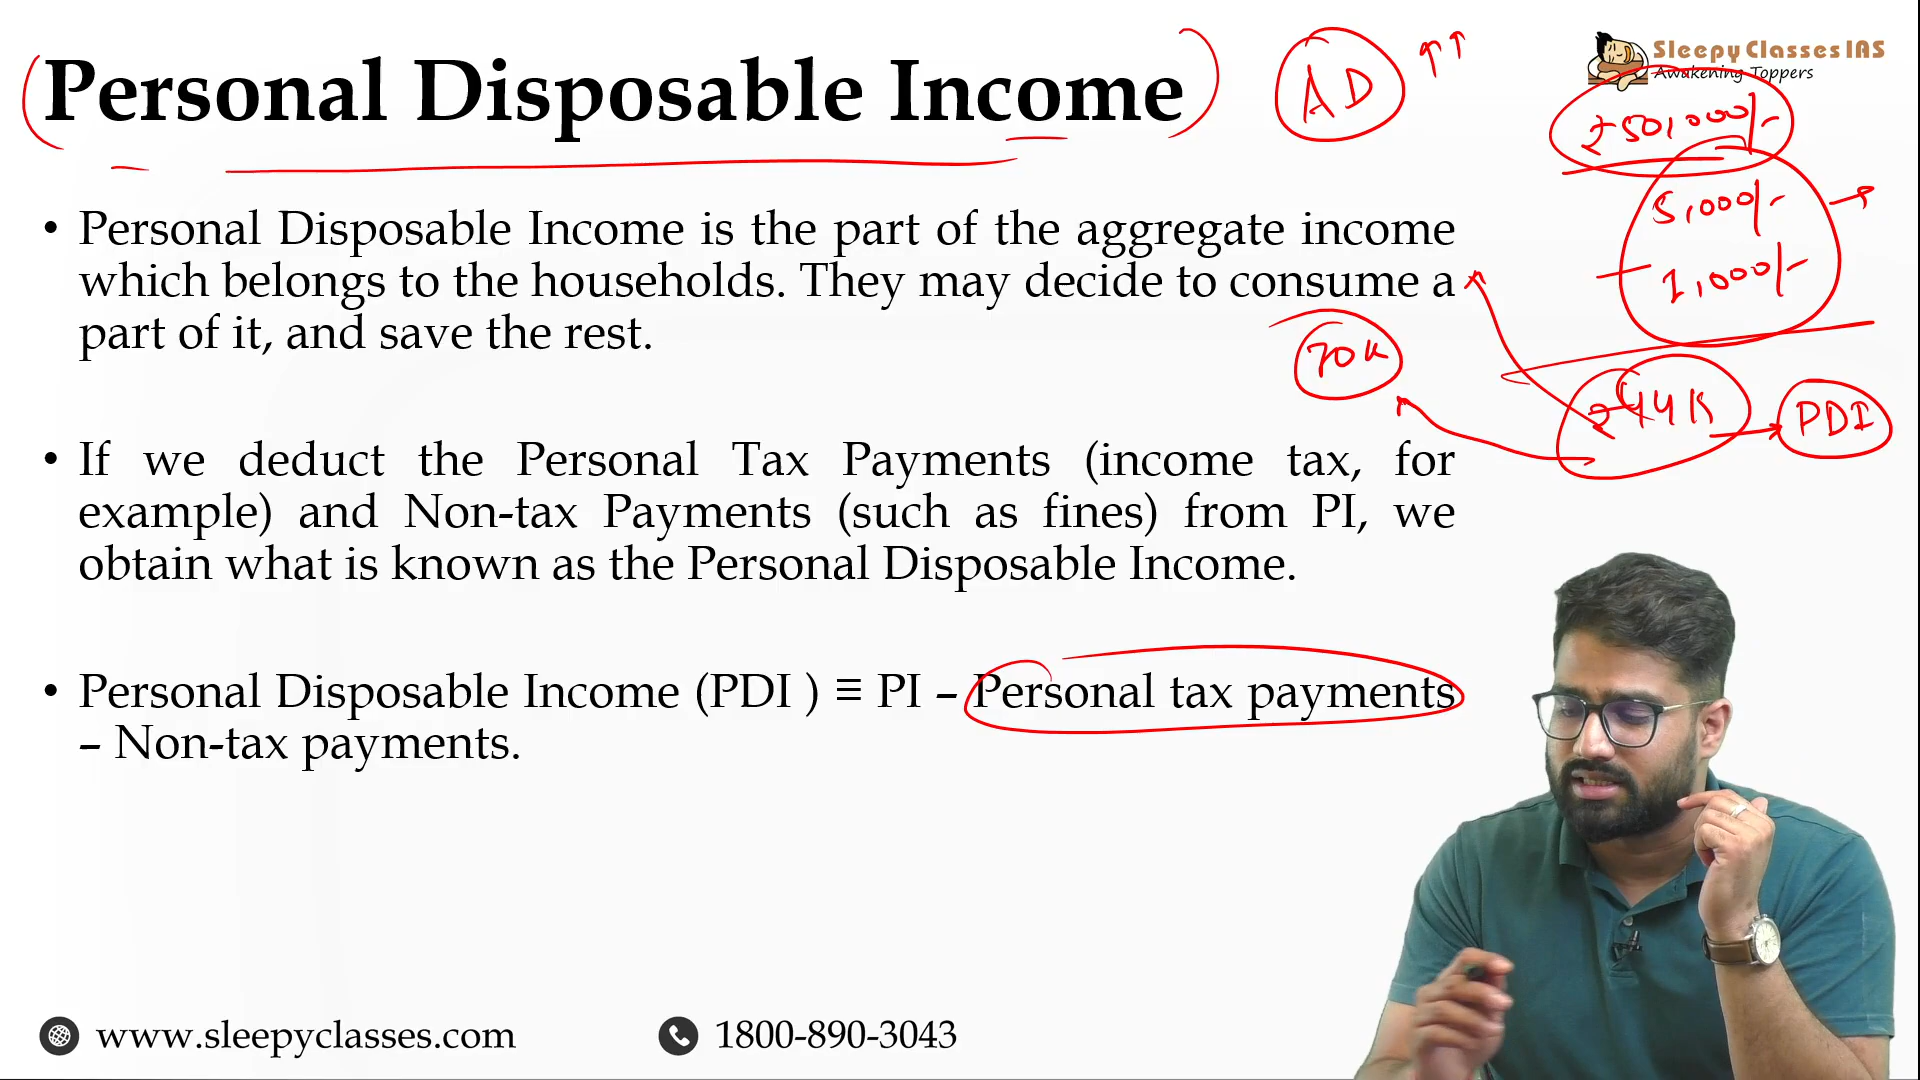 Personal Disposable Income
AD ↑↑
Sleepy Classes IAS
Awakening Toppers
₹50,000/-
5,000/-
1,000/-
• Personal Disposable Income is the part of the aggregate income
which belongs to the households. They may decide to consume a
part of it, and save the rest.
70K
₹44K → PDI
• If we deduct the Personal Tax Payments (income tax, for
example) and Non-tax Payments (such as fines) from PI, we
obtain what is known as the Personal Disposable Income.
• Personal Disposable Income (PDI ) ≡ PI – Personal tax payments
– Non-tax payments.
www.sleepyclasses.com
1800-890-3043